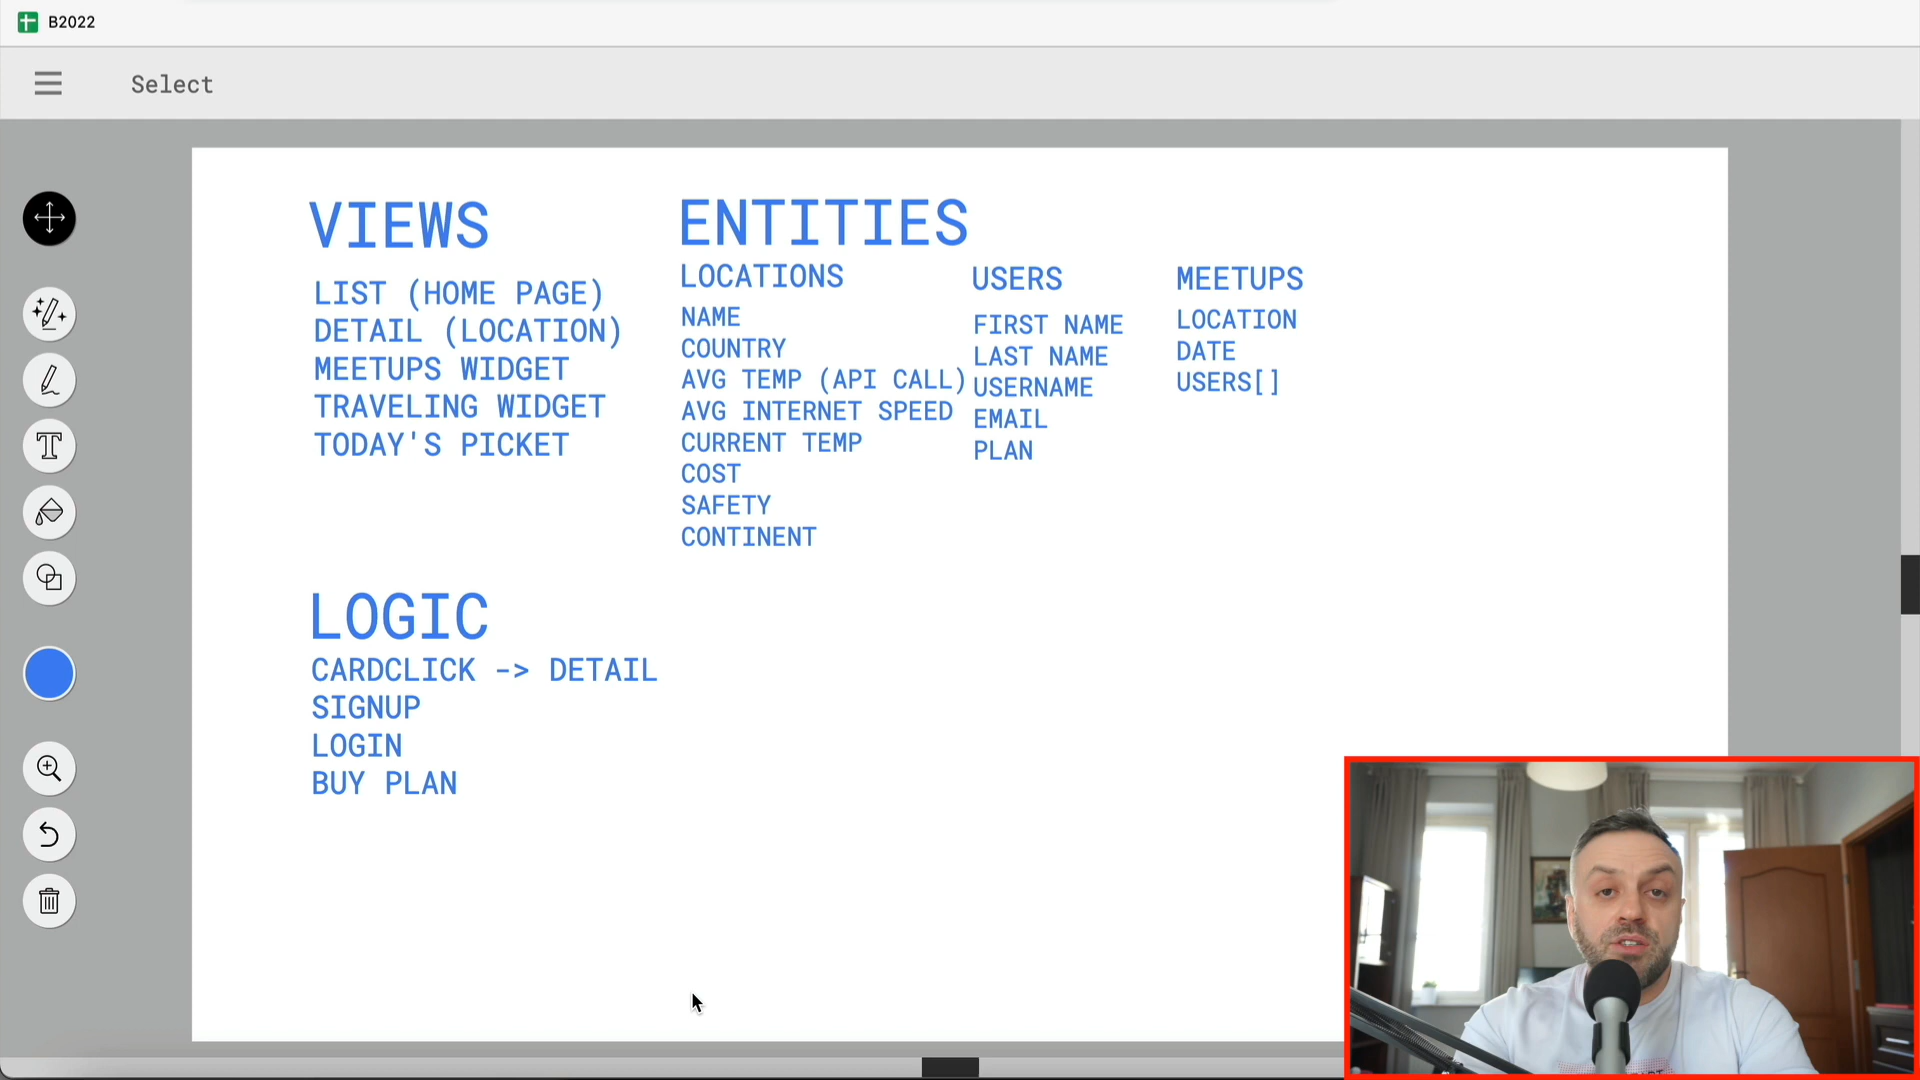 B2022
Select
VIEWS
LIST (HOME PAGE)
DETAIL (LOCATION)
MEETUPS WIDGET
TRAVELING WIDGET
TODAY'S PICKET
ENTITIES
LOCATIONS
NAME
COUNTRY
AVG TEMP (API CALL)
AVG INTERNET SPEED
CURRENT TEMP
COST
SAFETY
CONTINENT
USERS
FIRST NAME
LAST NAME
USERNAME
EMAIL
PLAN
MEETUPS
LOCATION
DATE
USERS[]
LOGIC
CARDCLICK -> DETAIL
SIGNUP
LOGIN
BUY PLAN